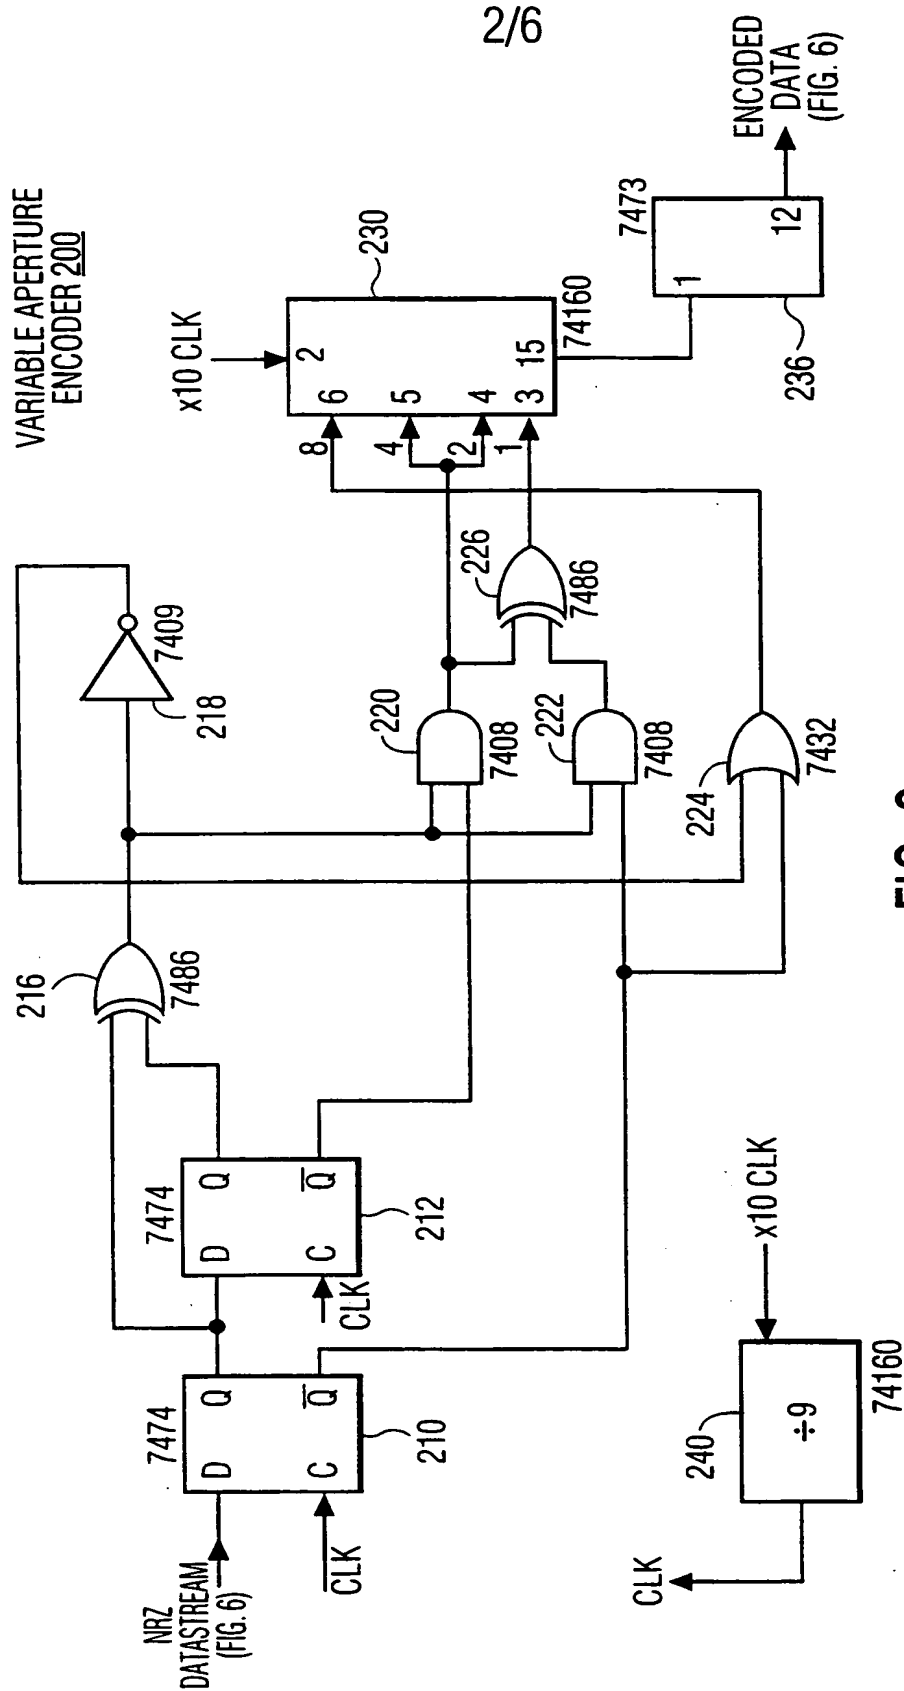 2/6
VARIABLE APERTURE
ENCODER 200
NRZ
DATASTREAM
(FIG. 6)
7474
D
Q
C
Q
210
CLK
7474
D
Q
C
Q
212
CLK
216
7486
218
7409
220
7408
222
7408
224
7432
226
7486
x10 CLK
8
4
2
1
2
6
5
4
3
15
230
74160
7473
1
12
236
ENCODED
DATA
(FIG. 6)
CLK
240
÷9
74160
x10 CLK